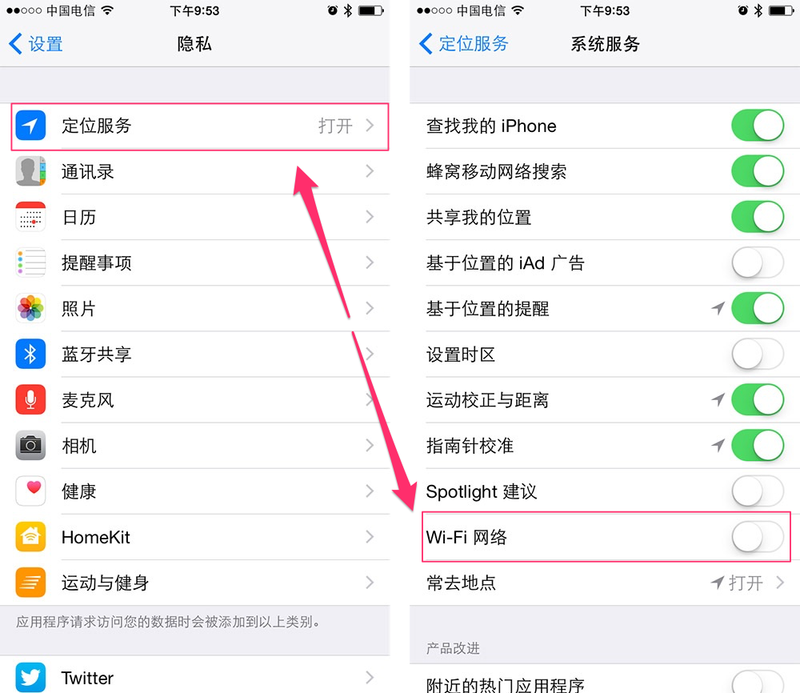 中国电信 下午9:53
设置 隐私
定位服务 打开
通讯录
日历
提醒事项
照片
蓝牙共享
麦克风
相机
健康
HomeKit
运动与健身
应用程序请求访问您的数据时会被添加到以上类别。
Twitter
中国电信 下午9:53
定位服务 系统服务
查找我的 iPhone
蜂窝移动网络搜索
共享我的位置
基于位置的 iAd 广告
基于位置的提醒
设置时区
运动校正与距离
指南针校准
Spotlight 建议
Wi-Fi 网络
常去地点 打开
产品改进
附近的热门应用程序